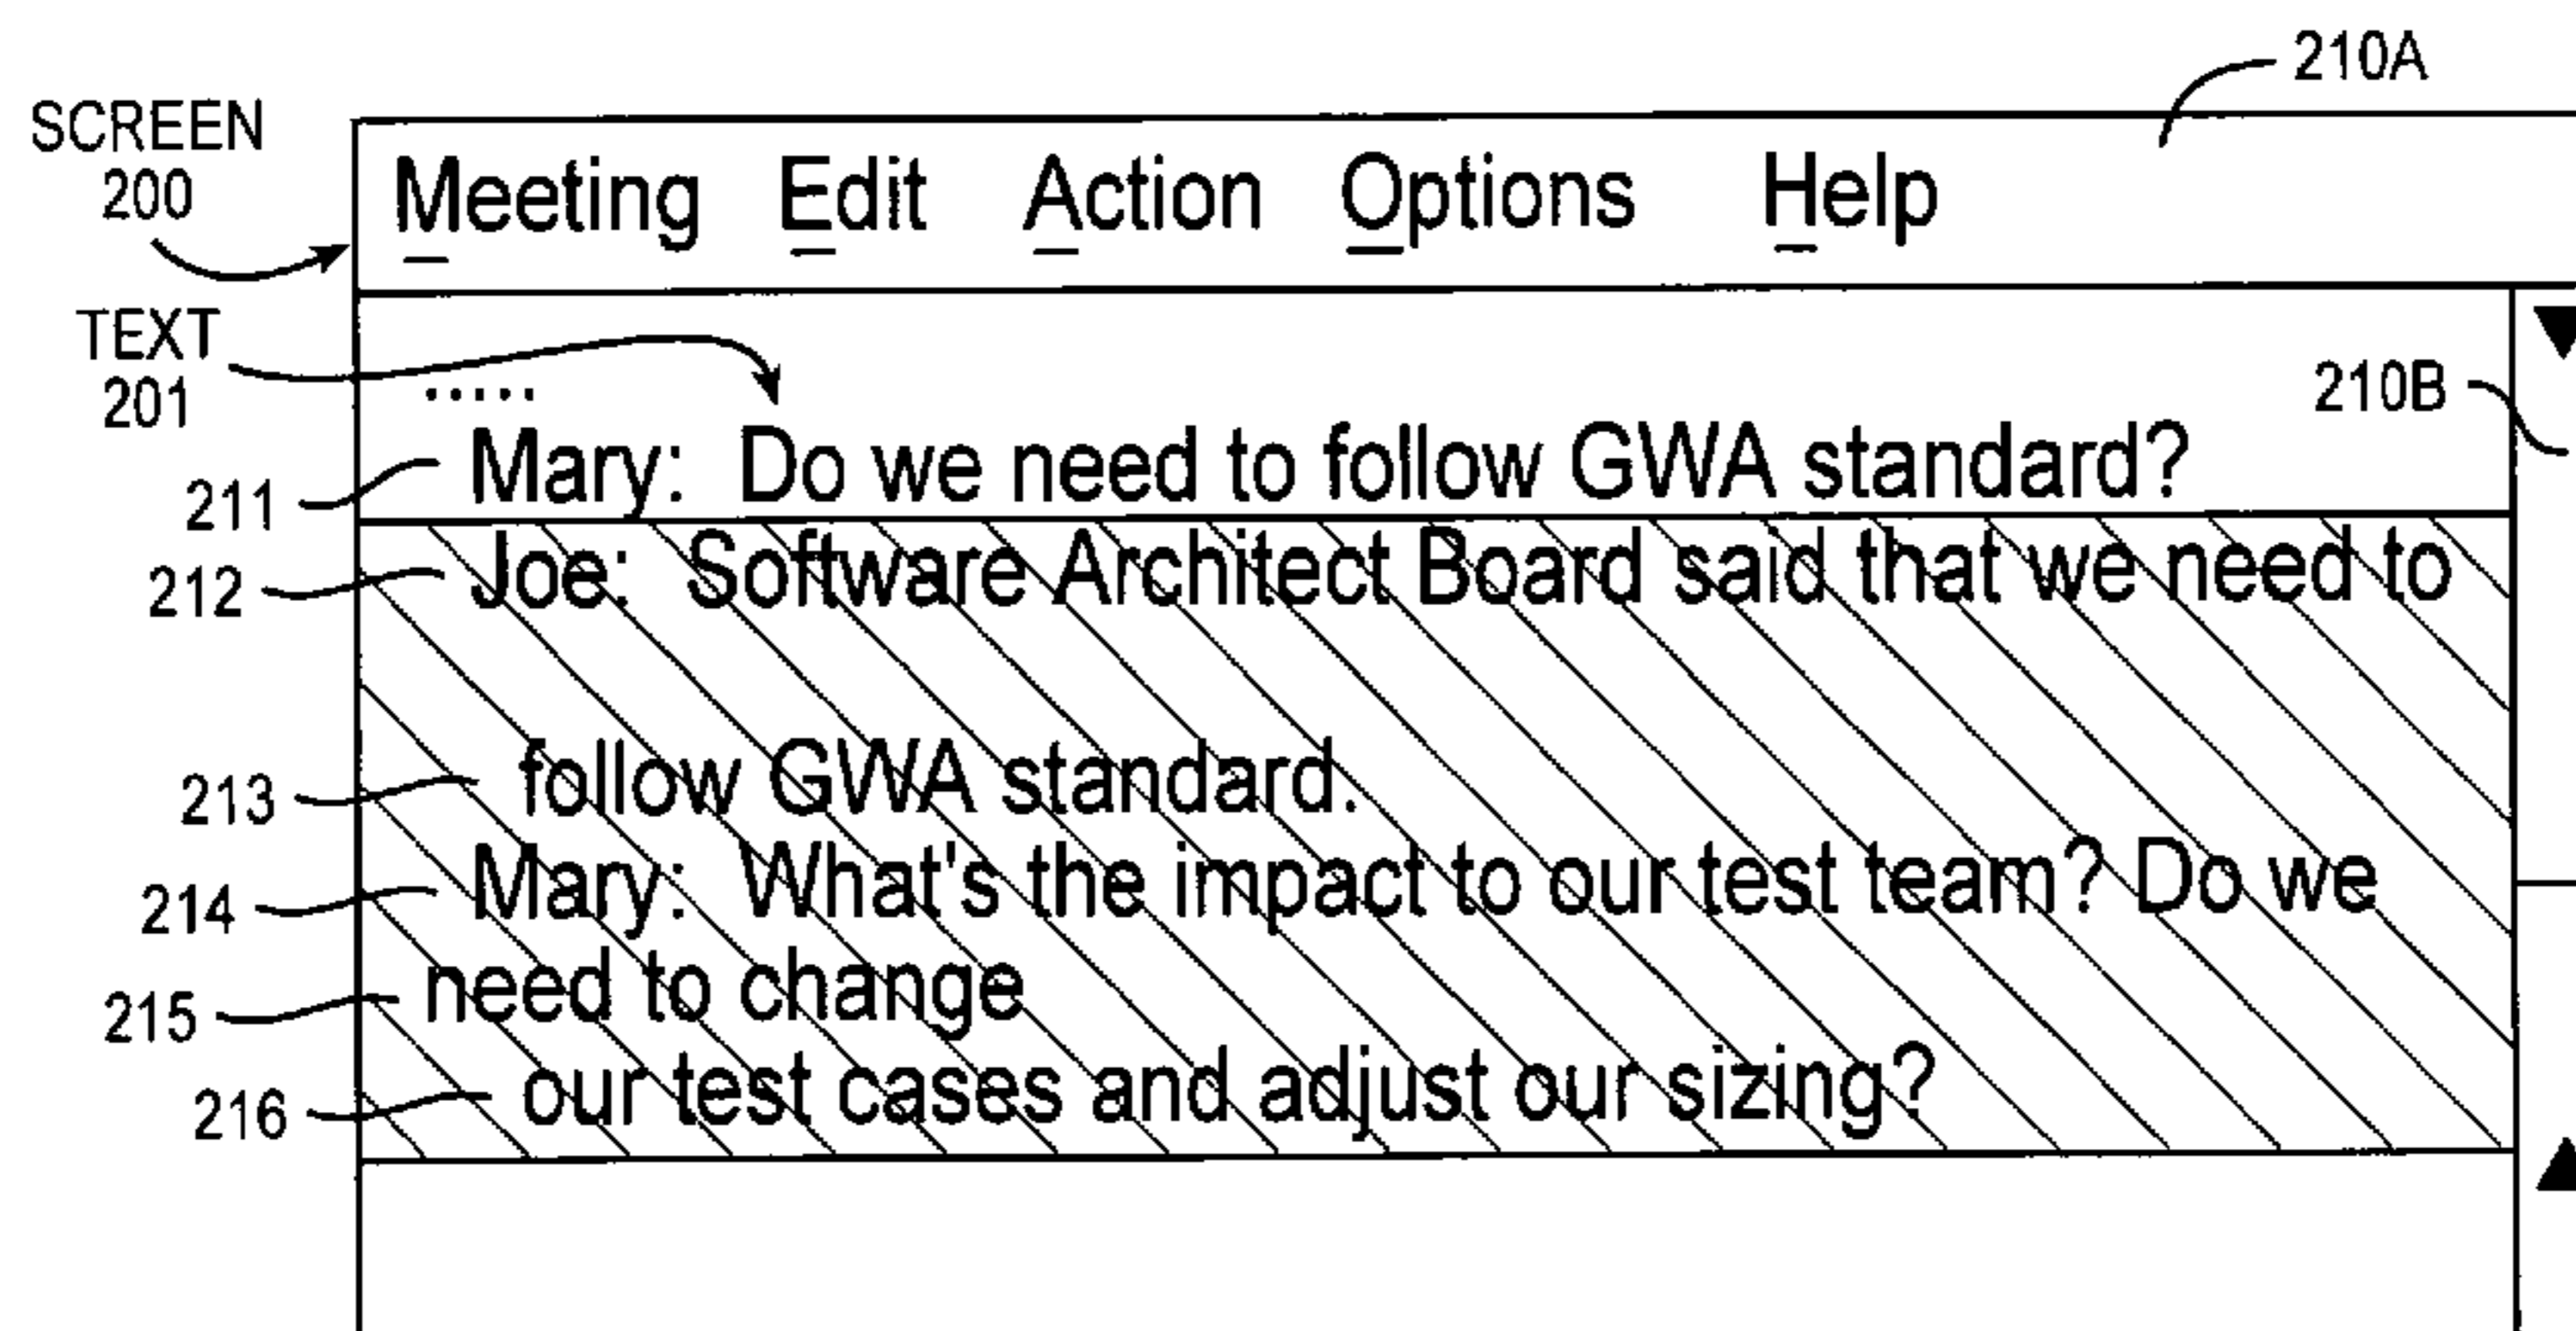 210A
SCREEN
200
Meeting Edit Action Options Help
TEXT
201
.....
210B
211 Mary: Do we need to follow GWA standard?
212 Joe: Software Architect Board said that we need to
213 follow GWA standard.
214 Mary: What's the impact to our test team? Do we
215 need to change
216 our test cases and adjust our sizing?